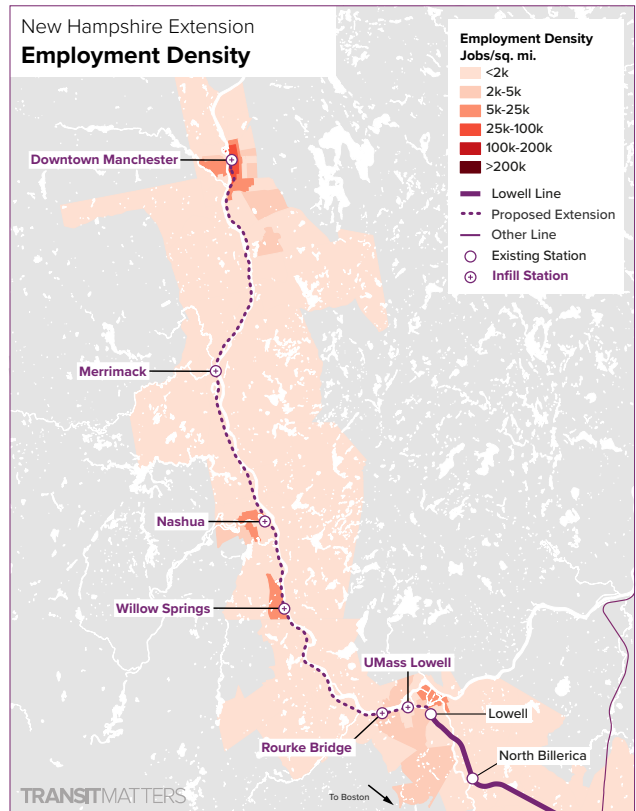 New Hampshire Extension
Employment Density
Employment Density
Jobs/sq. mi.
<2k
2k-5k
5k-25k
25k-100k
100k-200k
>200k
Lowell Line
Proposed Extension
Other Line
Existing Station
Infill Station
Downtown Manchester
Merrimack
Nashua
Willow Springs
UMass Lowell
Lowell
Rourke Bridge
North Billerica
To Boston
TRANSITMATTERS